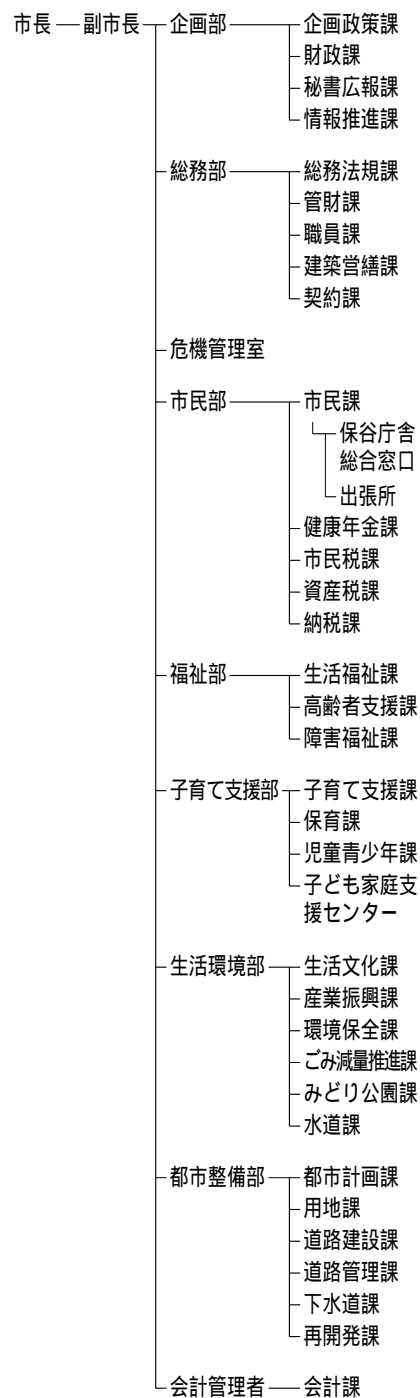 市長 副市長 企画部 企画政策課
財政課
秘書広報課
情報推進課
総務部 総務法規課
管財課
職員課
建築営繕課
契約課
危機管理室
市民部 市民課
保谷庁舎
総合窓口
出張所
健康年金課
市民税課
資産税課
納税課
福祉部 生活福祉課
高齢者支援課
障害福祉課
子育て支援部 子育て支援課
保育課
児童青少年課
子ども家庭支
援センター
生活環境部 生活文化課
産業振興課
環境保全課
ごみ減量推進課
みどり公園課
水道課
都市整備部 都市計画課
用地課
道路建設課
道路管理課
下水道課
再開発課
会計管理者 会計課